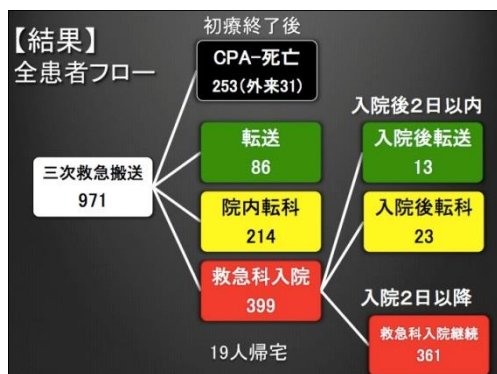 【結果】
全患者フロー
初療終了後
CPA-死亡
253(外来31)
三次救急搬送
971
転送
86
院内転科
214
救急科入院
399
19人帰宅
入院後2日以内
入院後転送
13
入院後転科
23
入院2日以降
救急科入院継続
361